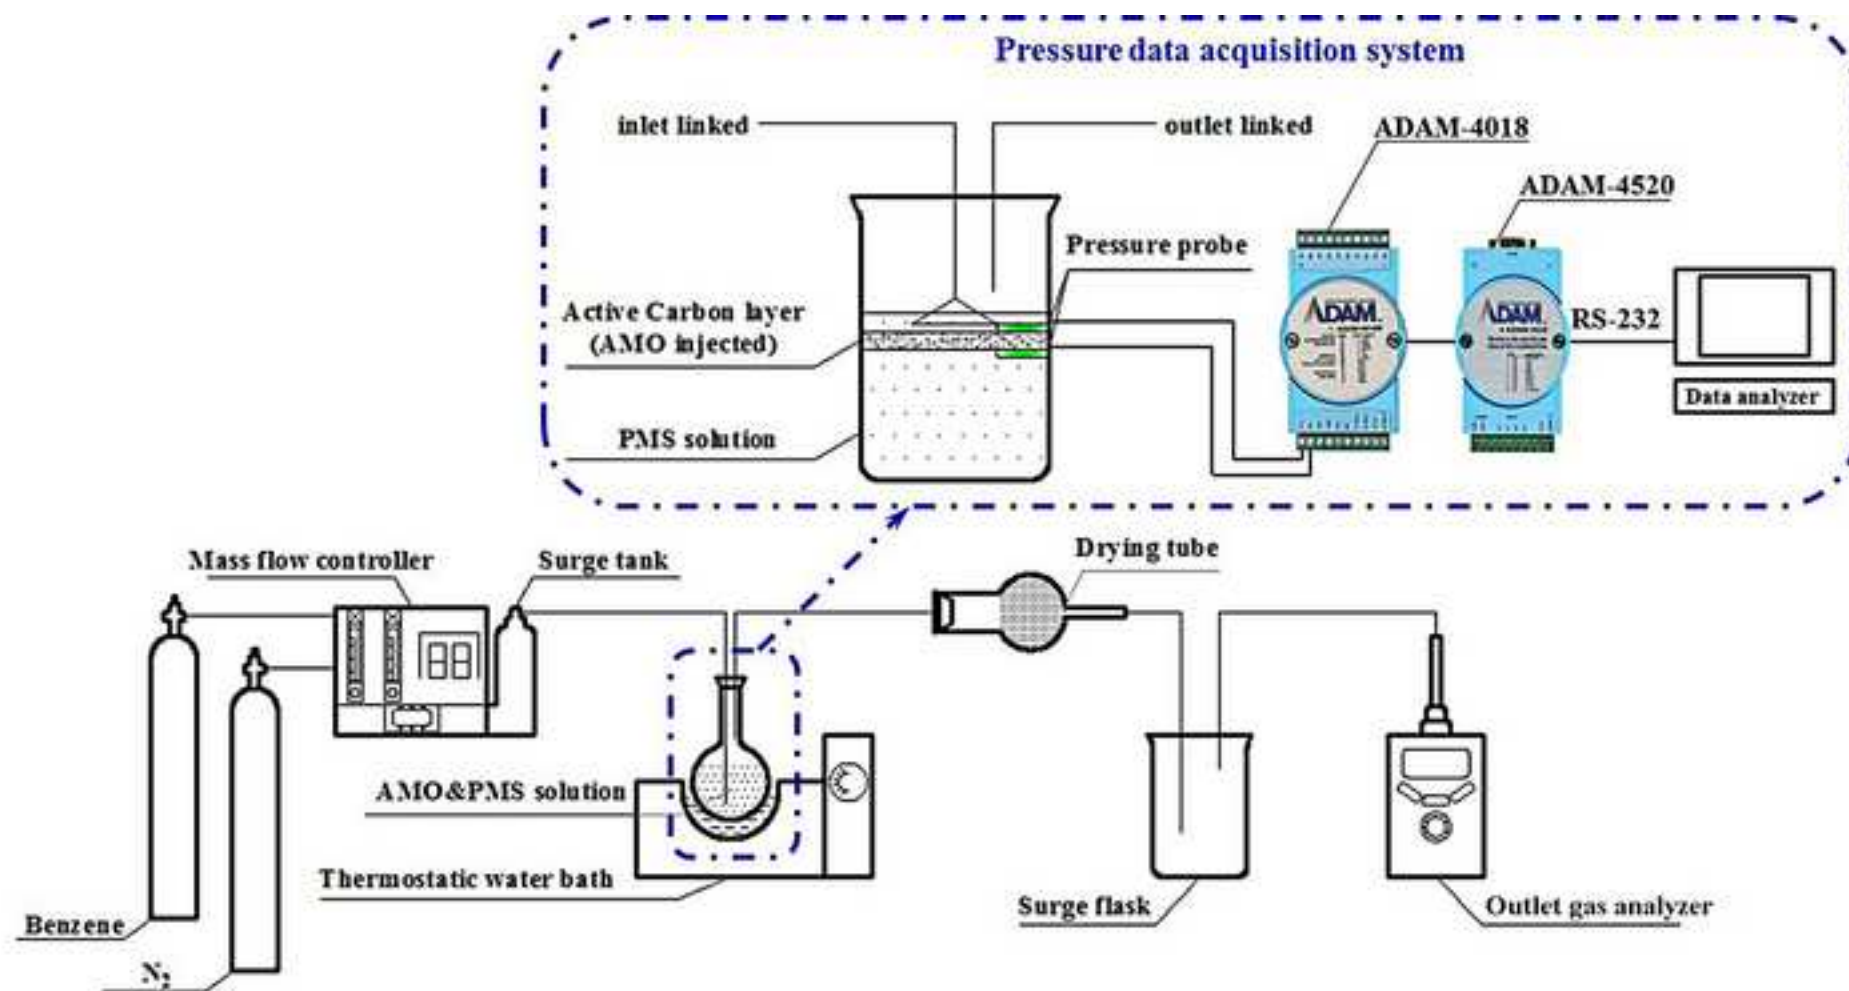 Pressure data acquisition system
inlet linked
outlet linked
ADAM-4018
ADAM-4520
Pressure probe
Active Carbon layer
(AMO injected)
ADAM
ADAM
RS-232
Data analyzer
PMS solution
Mass flow controller
Surge tank
Drying tube
AMO&PMS solution
Thermostatic water bath
Surge flask
Outlet gas analyzer
Benzene
N₂